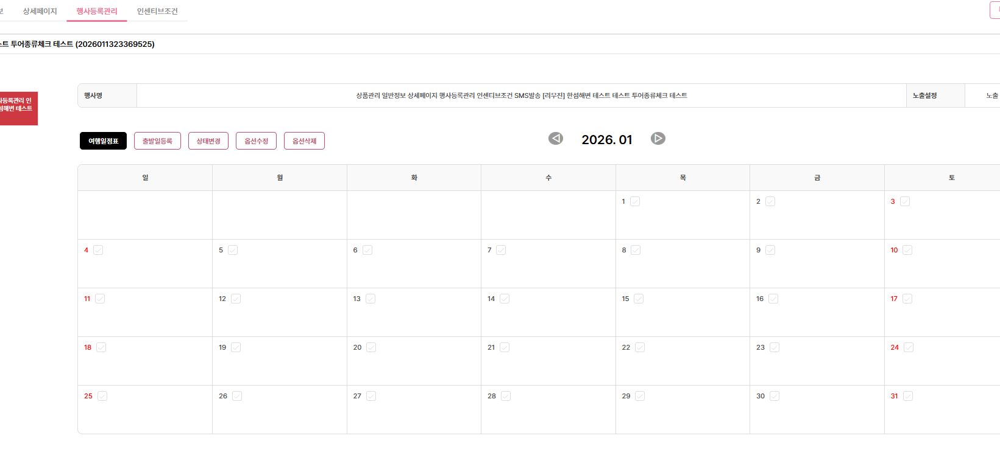 보 상세페이지 행사등록관리 인센티브조건
스트 투어종류체크 테스트 (2026011323369525)
사등록관리 인
섬해변 테스트
행사명 상품관리 일반정보 상세페이지 행사등록관리 인센티브조건 SMS발송 [리무진] 한섬해변 테스트 테스트 투어종류체크 테스트 노출설정 노출
여행일정표 출발일등록 상태변경 옵션수정 옵션삭제 2026. 01
일 월 화 수 목 금 토
1 2 3
4 5 6 7 8 9 10
11 12 13 14 15 16 17
18 19 20 21 22 23 24
25 26 27 28 29 30 31